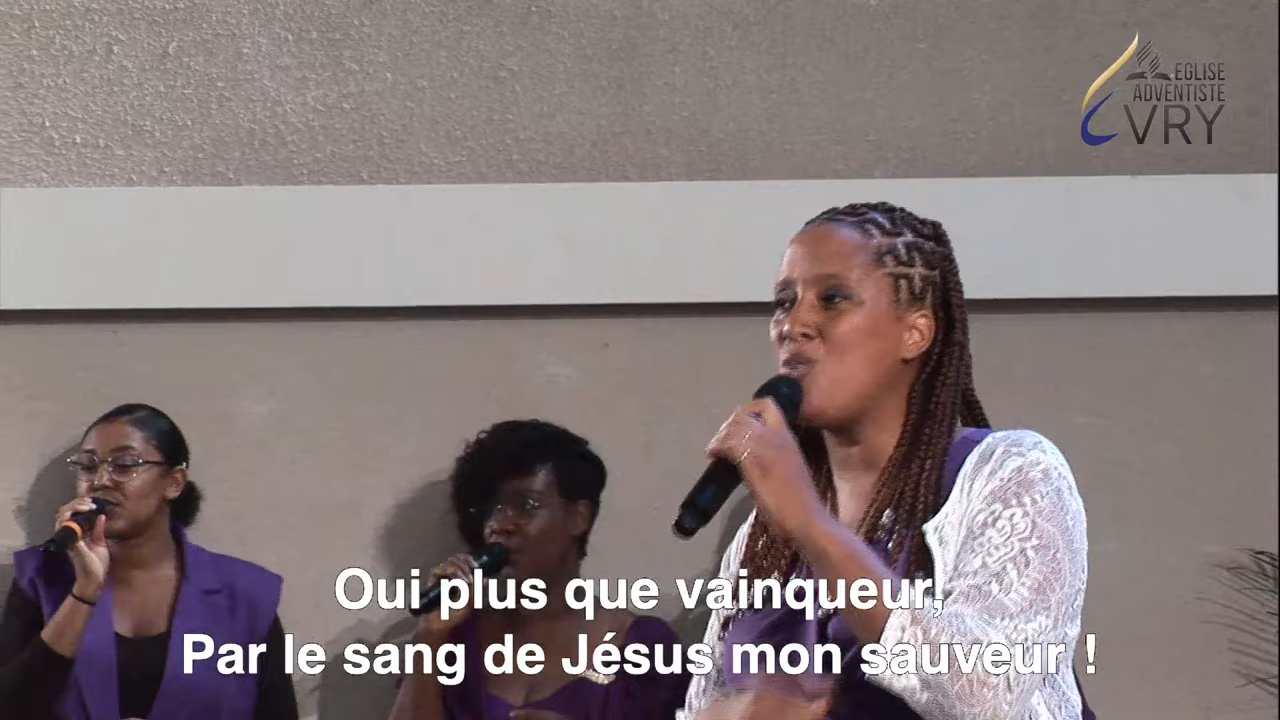 EGLISE
ADVENTISTE
VRY
Oui plus que vainqueur,
Par le sang de Jésus mon sauveur !